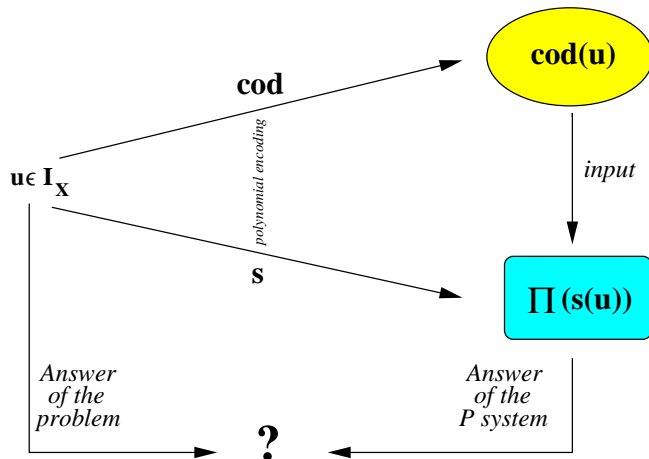 cod(u)
cod
polynomial encoding
input
u∈ I_X
s
Π(s(u))
Answer
of the
problem
Answer
of the
P system
?